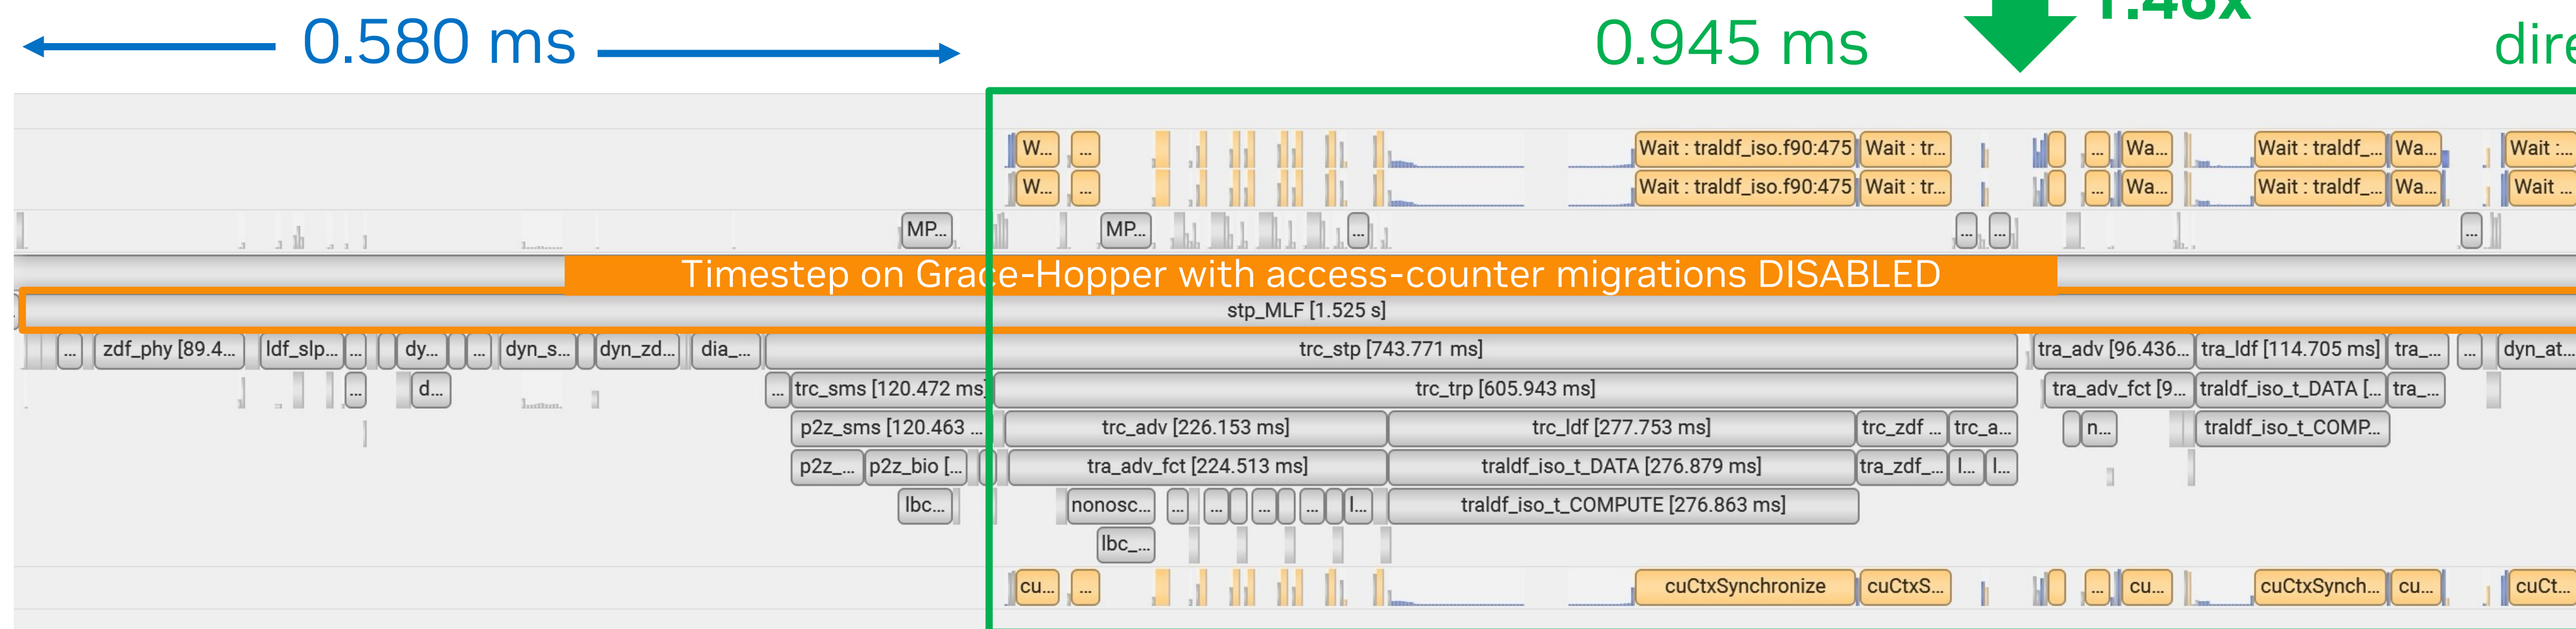 0.580 ms
0.945 ms
1.46x
dire
W... ... Wait : traldf_iso.f90:475 Wait : tr... ... Wa... Wait : traldf_... Wa... Wait :...
W... ... Wait : traldf_iso.f90:475 Wait : tr... ... Wa... Wait : traldf_... Wa... Wait ...
MP... MP... ... ... ... ...
Timestep on Grace-Hopper with access-counter migrations DISABLED
stp_MLF [1.525 s]
... zdf_phy [89.4... ldf_slp... ... dy... ... dyn_s... dyn_zd... dia_... trc_stp [743.771 ms] tra_adv [96.436... tra_ldf [114.705 ms] tra_... ... dyn_at...
... d... ... trc_sms [120.472 ms] trc_trp [605.943 ms] tra_adv_fct [9... traldf_iso_t_DATA [... tra_...
p2z_sms [120.463 ... trc_adv [226.153 ms] trc_ldf [277.753 ms] trc_zdf ... trc_a... n... traldf_iso_t_COMP...
p2z_... p2z_bio [... tra_adv_fct [224.513 ms] traldf_iso_t_DATA [276.879 ms] tra_zdf_... l... l...
lbc... nonosc... ... ... ... ... l... traldf_iso_t_COMPUTE [276.863 ms]
lbc_...
cu... ... cuCtxSynchronize cuCtxS... ... cu... cuCtxSynch... cu... cuCt...